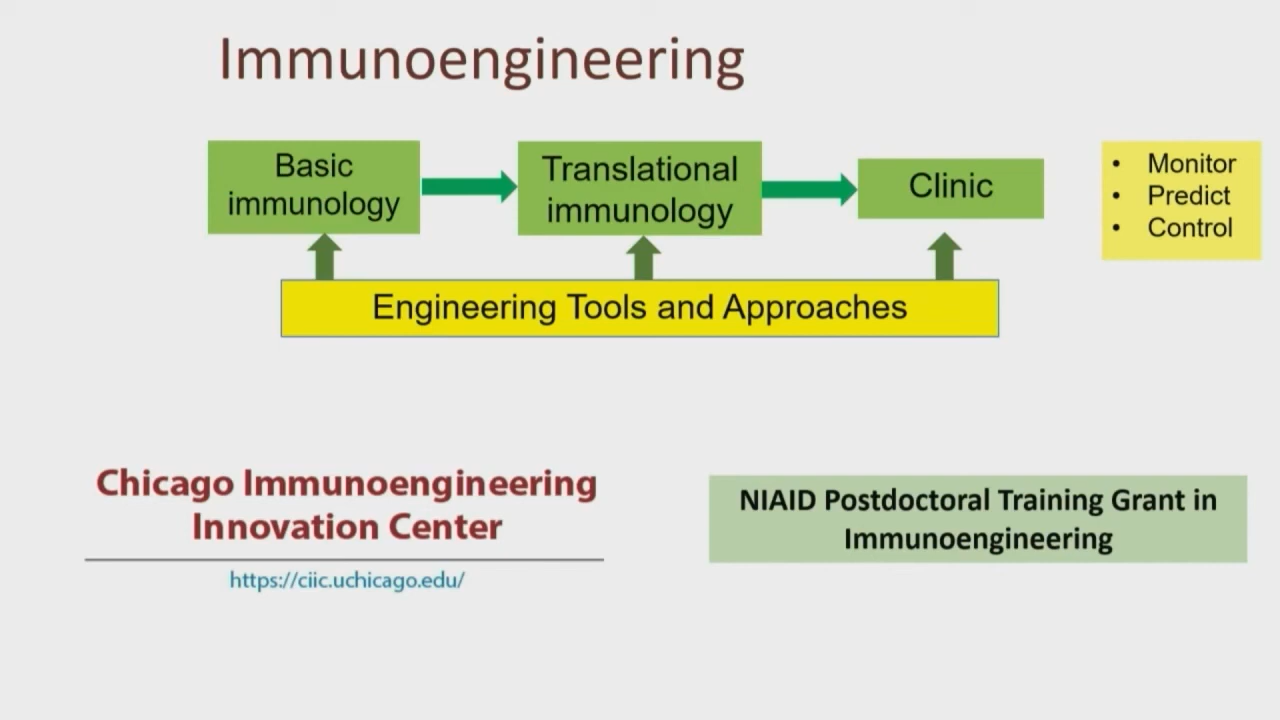 Immunoengineering
Basic
immunology
Translational
immunology
Clinic
• Monitor
• Predict
• Control
Engineering Tools and Approaches
Chicago Immunoengineering
Innovation Center
https://ciic.uchicago.edu/
NIAID Postdoctoral Training Grant in
Immunoengineering